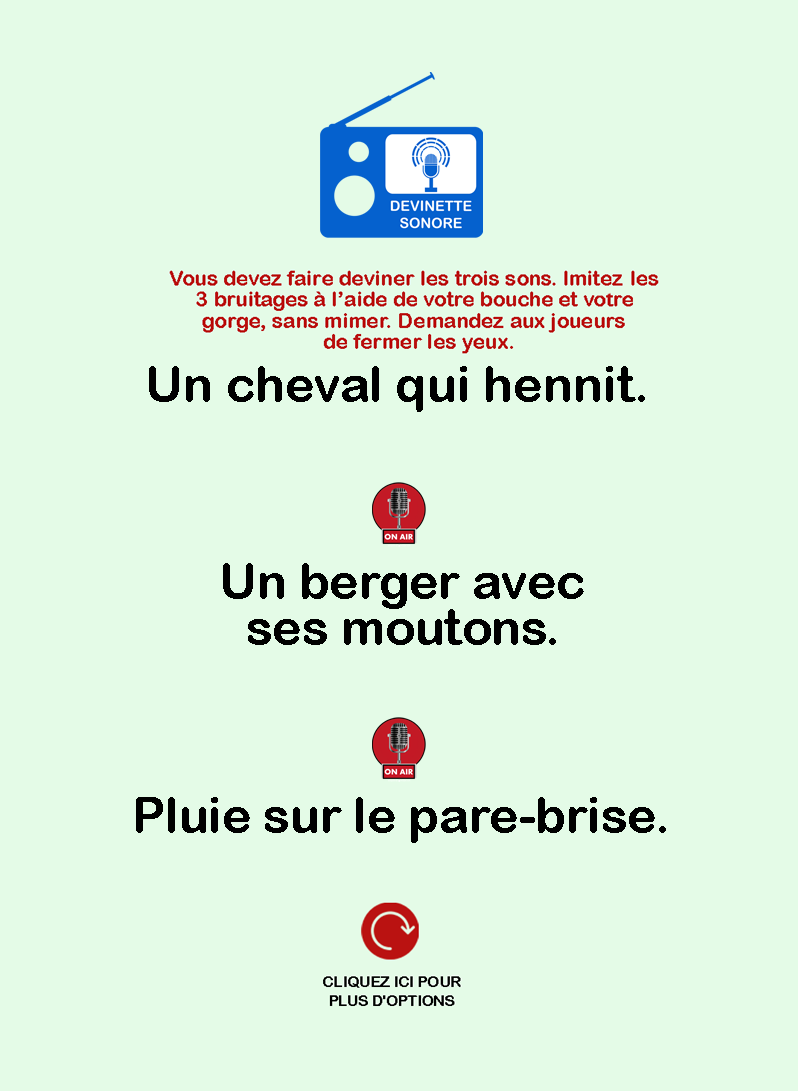 DEVINETTE
SONORE
Vous devez faire deviner les trois sons. Imitez les
3 bruitages à l’aide de votre bouche et votre
gorge, sans mimer. Demandez aux joueurs
de fermer les yeux.
Un cheval qui hennit.
ON AIR
Un berger avec
ses moutons.
ON AIR
Pluie sur le pare-brise.
CLIQUEZ ICI POUR
PLUS D'OPTIONS